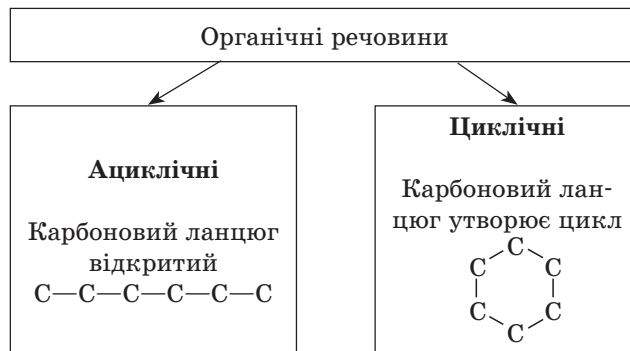 Органічні речовини
Ациклічні
Карбоновий ланцюг
відкритий
C—C—C—C—C—C
Циклічні
Карбоновий лан-
цюг утворює цикл
C
C C
C C
C